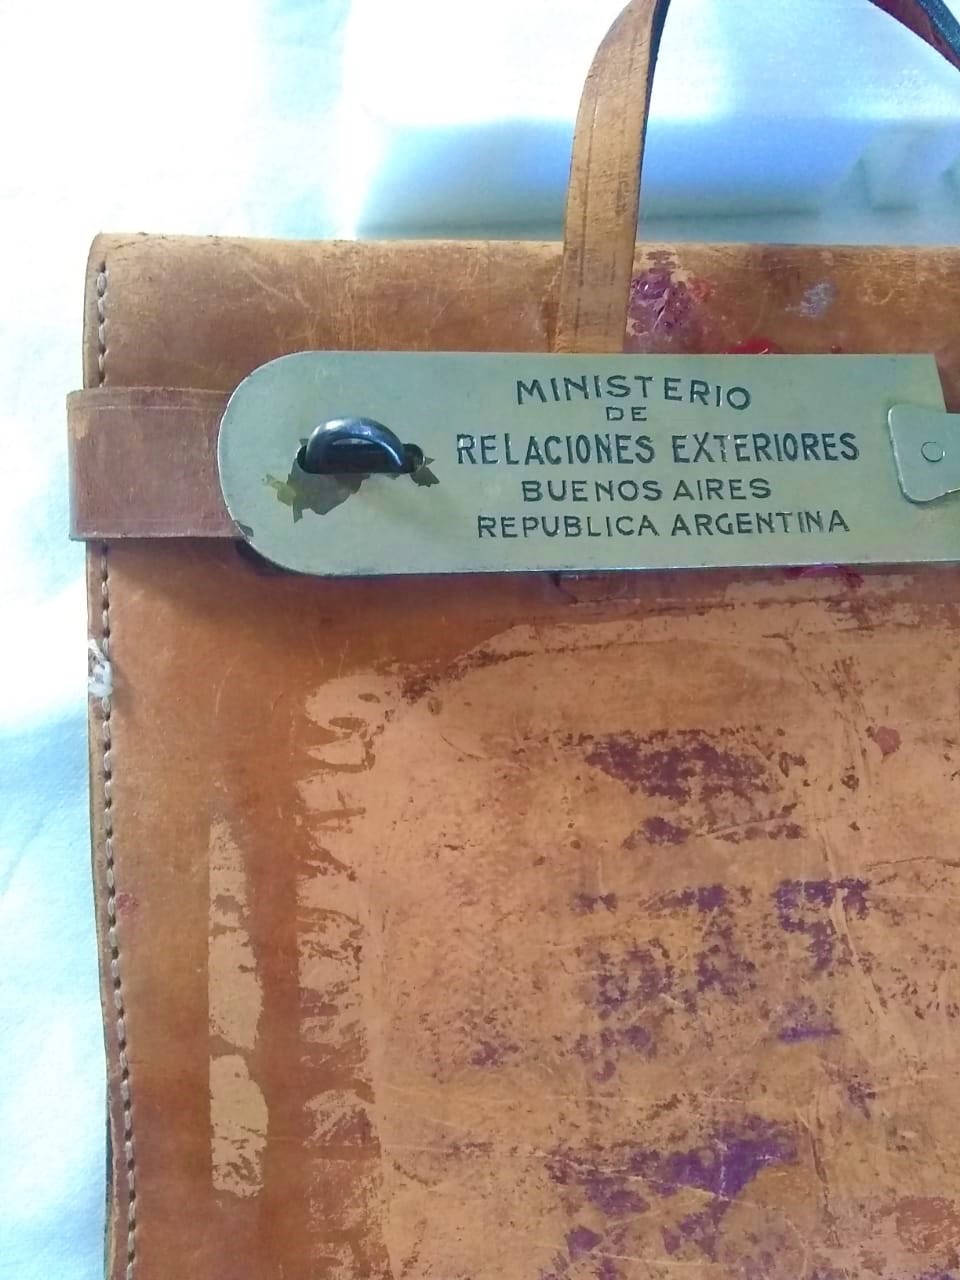 MINISTERIO
DE
RELACIONES EXTERIORES
BUENOS AIRES
REPUBLICA ARGENTINA